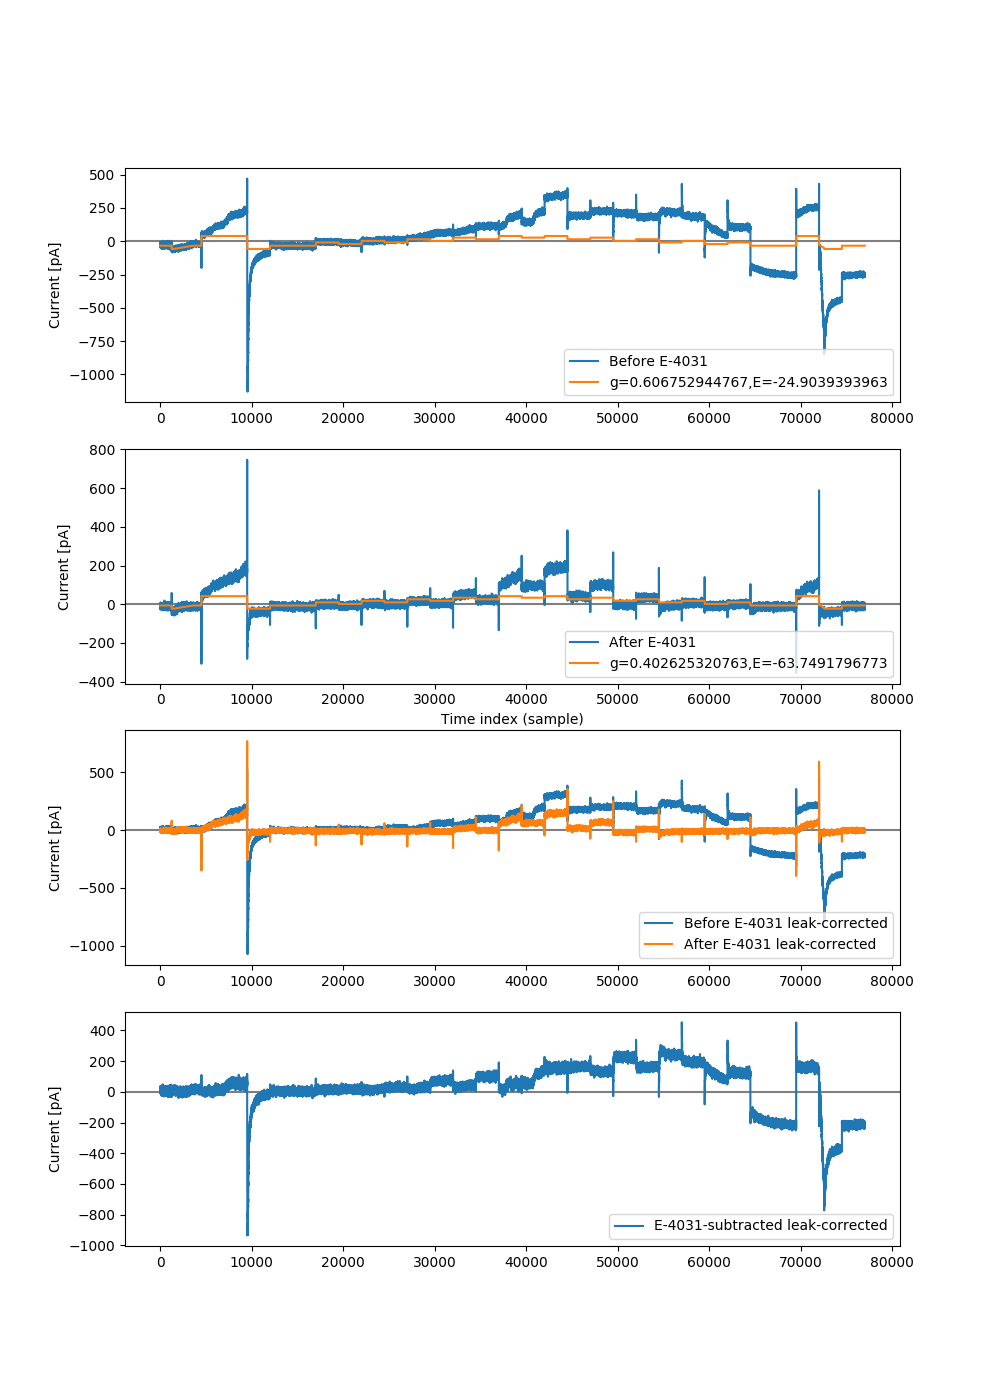 500
250
0
−250
−500
−750
−1000
Current [pA]
Before E-4031
g=0.606752944767,E=-24.9039393963
0 10000 20000 30000 40000 50000 60000 70000 80000
800
600
400
200
0
−200
−400
Current [pA]
After E-4031
g=0.402625320763,E=-63.7491796773
0 10000 20000 30000 40000 50000 60000 70000 80000
Time index (sample)
500
0
−500
−1000
Current [pA]
Before E-4031 leak-corrected
After E-4031 leak-corrected
0 10000 20000 30000 40000 50000 60000 70000 80000
400
200
0
−200
−400
−600
−800
−1000
Current [pA]
E-4031-subtracted leak-corrected
0 10000 20000 30000 40000 50000 60000 70000 80000